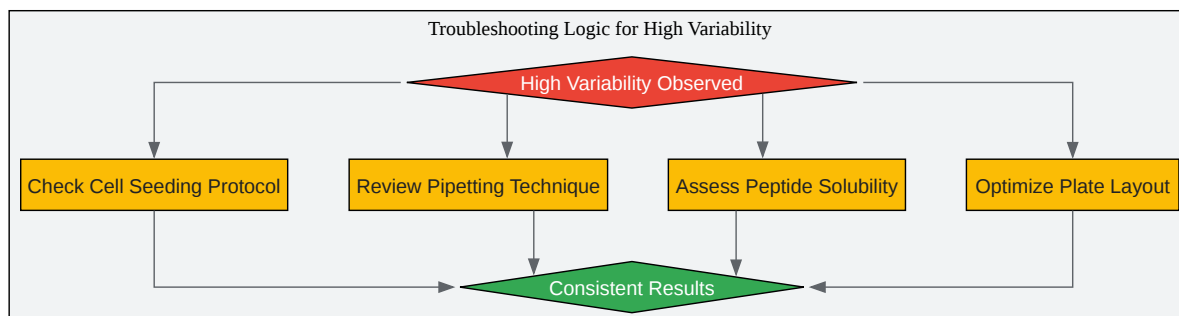 Troubleshooting Logic for High Variability
High Variability Observed
Check Cell Seeding Protocol
Review Pipetting Technique
Assess Peptide Solubility
Optimize Plate Layout
Consistent Results